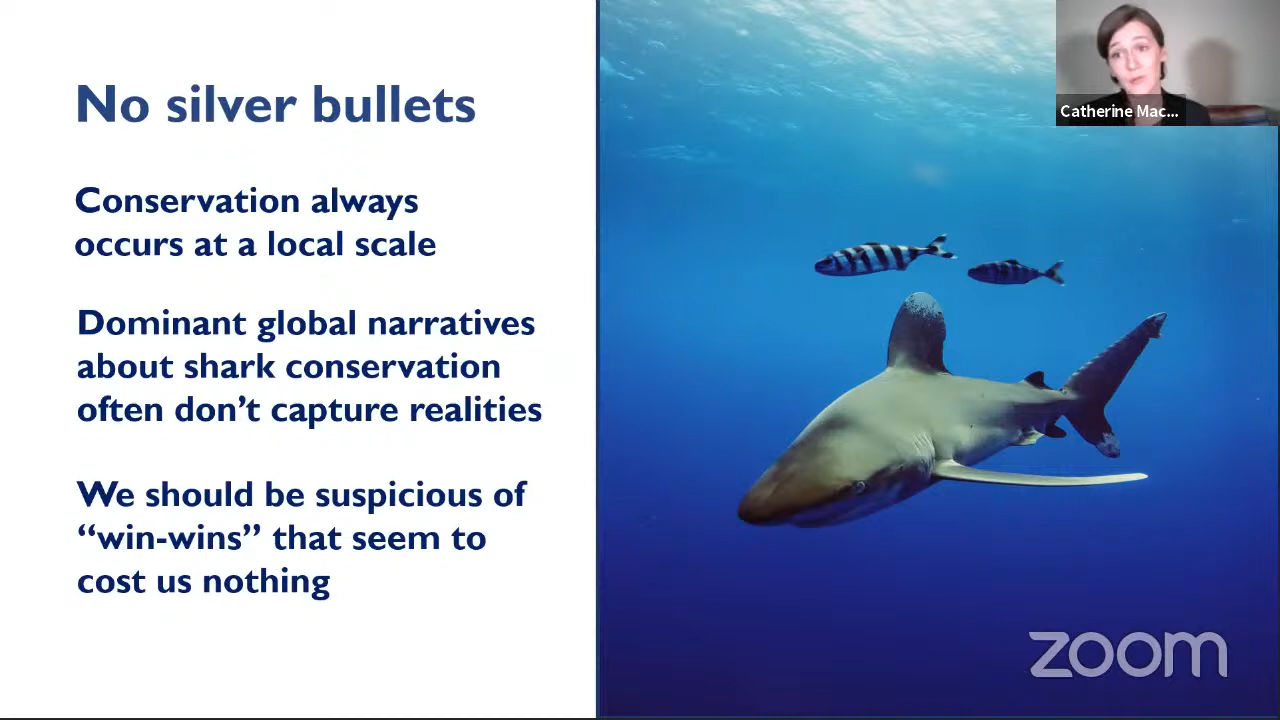 No silver bullets
Conservation always
occurs at a local scale
Dominant global narratives
about shark conservation
often don’t capture realities
We should be suspicious of
“win-wins” that seem to
cost us nothing
Catherine Mac...
zoom